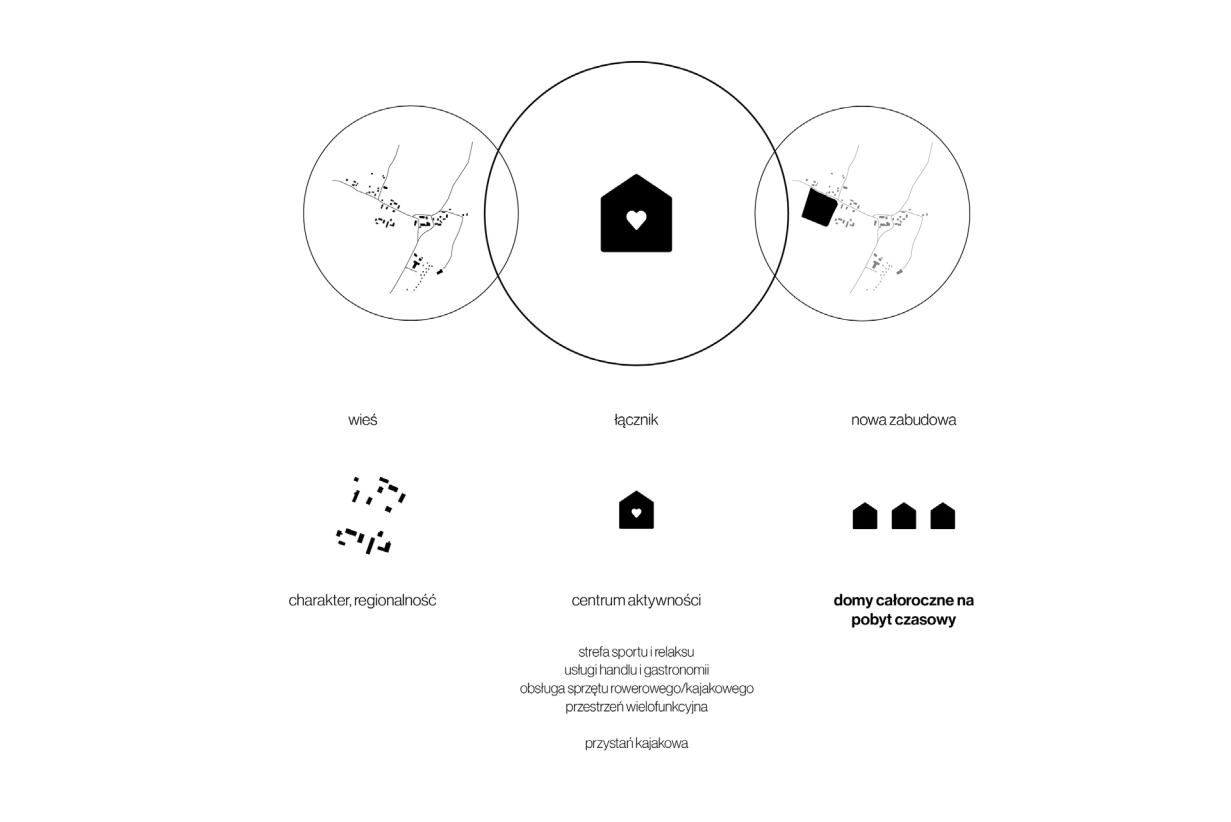 wieś
łącznik
nowa zabudowa
charakter, regionalność
centrum aktywności
domy całoroczne na
pobyt czasowy
strefa sportu i relaksu
usługi handlu i gastronomii
obsługa sprzętu rowerowego/kajakowego
przestrzeń wielofunkcyjna
przystań kajakowa